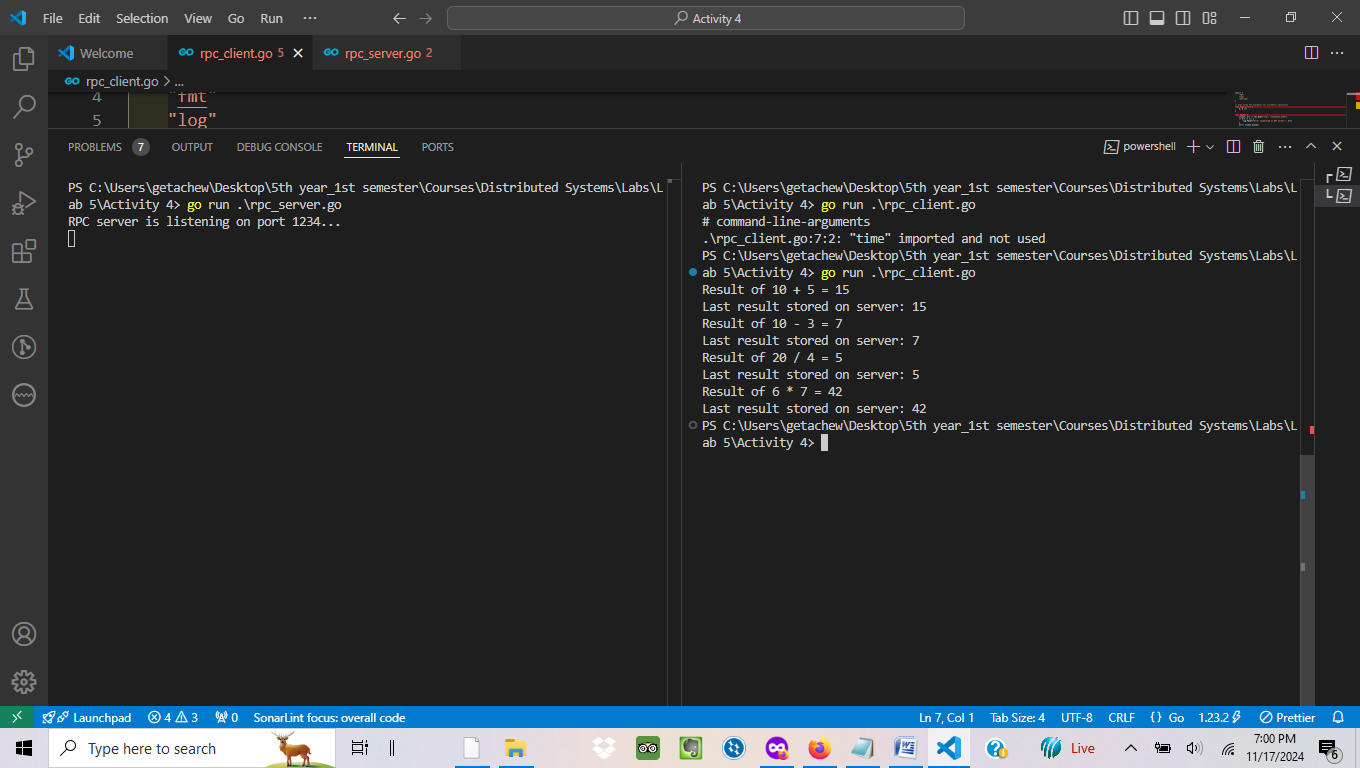 File Edit Selection View Go Run ···
Activity 4
Welcome
rpc_client.go 5
rpc_server.go 2
rpc_client.go > ...
4 "fmt"
5 "log"
PROBLEMS 7 OUTPUT DEBUG CONSOLE TERMINAL PORTS
powershell
PS C:\Users\getachew\Desktop\5th year_1st semester\Courses\Distributed Systems\Labs\L
ab 5\Activity 4> go run .\rpc_server.go
RPC server is listening on port 1234...
PS C:\Users\getachew\Desktop\5th year_1st semester\Courses\Distributed Systems\Labs\L
ab 5\Activity 4> go run .\rpc_client.go
# command-line-arguments
.\rpc_client.go:7:2: "time" imported and not used
PS C:\Users\getachew\Desktop\5th year_1st semester\Courses\Distributed Systems\Labs\L
ab 5\Activity 4> go run .\rpc_client.go
Result of 10 + 5 = 15
Last result stored on server: 15
Result of 10 - 3 = 7
Last result stored on server: 7
Result of 20 / 4 = 5
Last result stored on server: 5
Result of 6 * 7 = 42
Last result stored on server: 42
PS C:\Users\getachew\Desktop\5th year_1st semester\Courses\Distributed Systems\Labs\L
ab 5\Activity 4>
Launchpad 4 3 0 SonarLint focus: overall code
Ln 7, Col 1 Tab Size: 4 UTF-8 CRLF {} Go 1.23.2 Prettier
Type here to search
Live
7:00 PM
11/17/2024
6